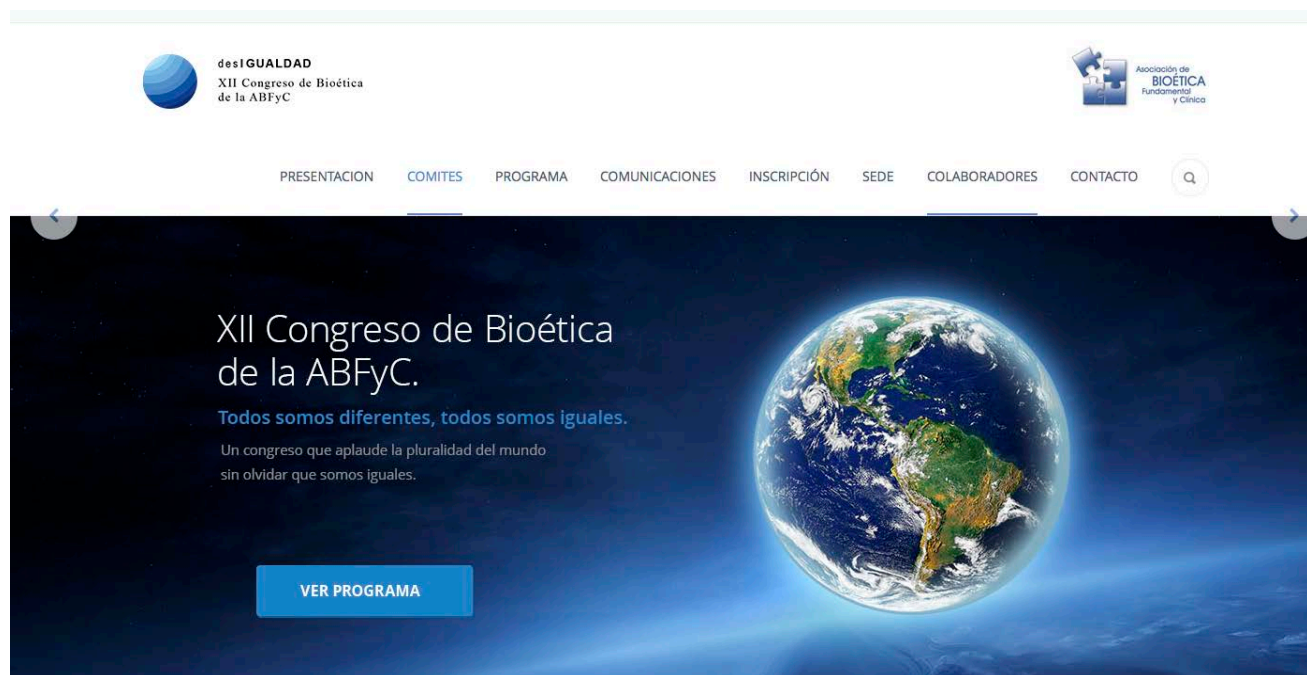 desIGUALDAD
XII Congreso de Bioética
de la ABFyC
Asociación de
BIOÉTICA
Fundamental
y Clínica
PRESENTACION COMITES PROGRAMA COMUNICACIONES INSCRIPCIÓN SEDE COLABORADORES CONTACTO
XII Congreso de Bioética
de la ABFyC.
Todos somos diferentes, todos somos iguales.
Un congreso que aplaude la pluralidad del mundo
sin olvidar que somos iguales.
VER PROGRAMA